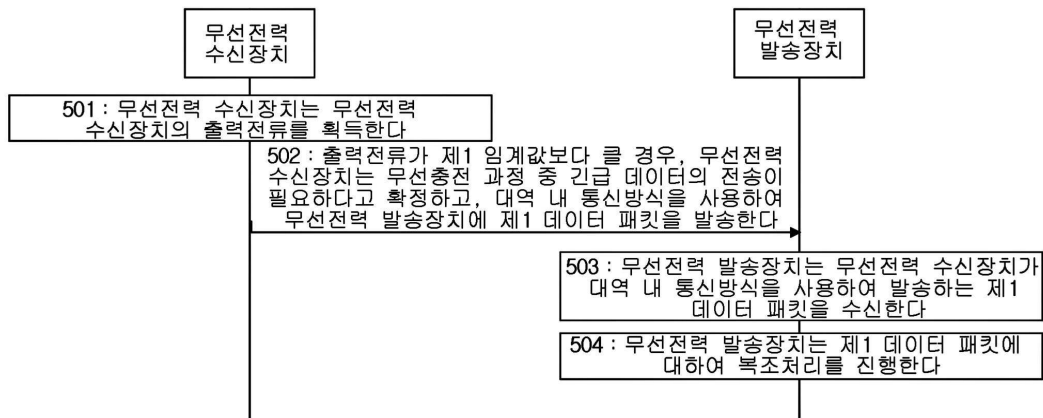 무선전력
수신장치
무선전력
발송장치
501 : 무선전력 수신장치는 무선전력
수신장치의 출력전류를 획득한다
502 : 출력전류가 제1 임계값보다 클 경우, 무선전력
수신장치는 무선충전 과정 중 긴급 데이터의 전송이
필요하다고 확정하고, 대역 내 통신방식을 사용하여
무선전력 발송장치에 제1 데이터 패킷을 발송한다
503 : 무선전력 발송장치는 무선전력 수신장치가
대역 내 통신방식을 사용하여 발송하는 제1
데이터 패킷을 수신한다
504 : 무선전력 발송장치는 제1 데이터 패킷에
대하여 복조처리를 진행한다